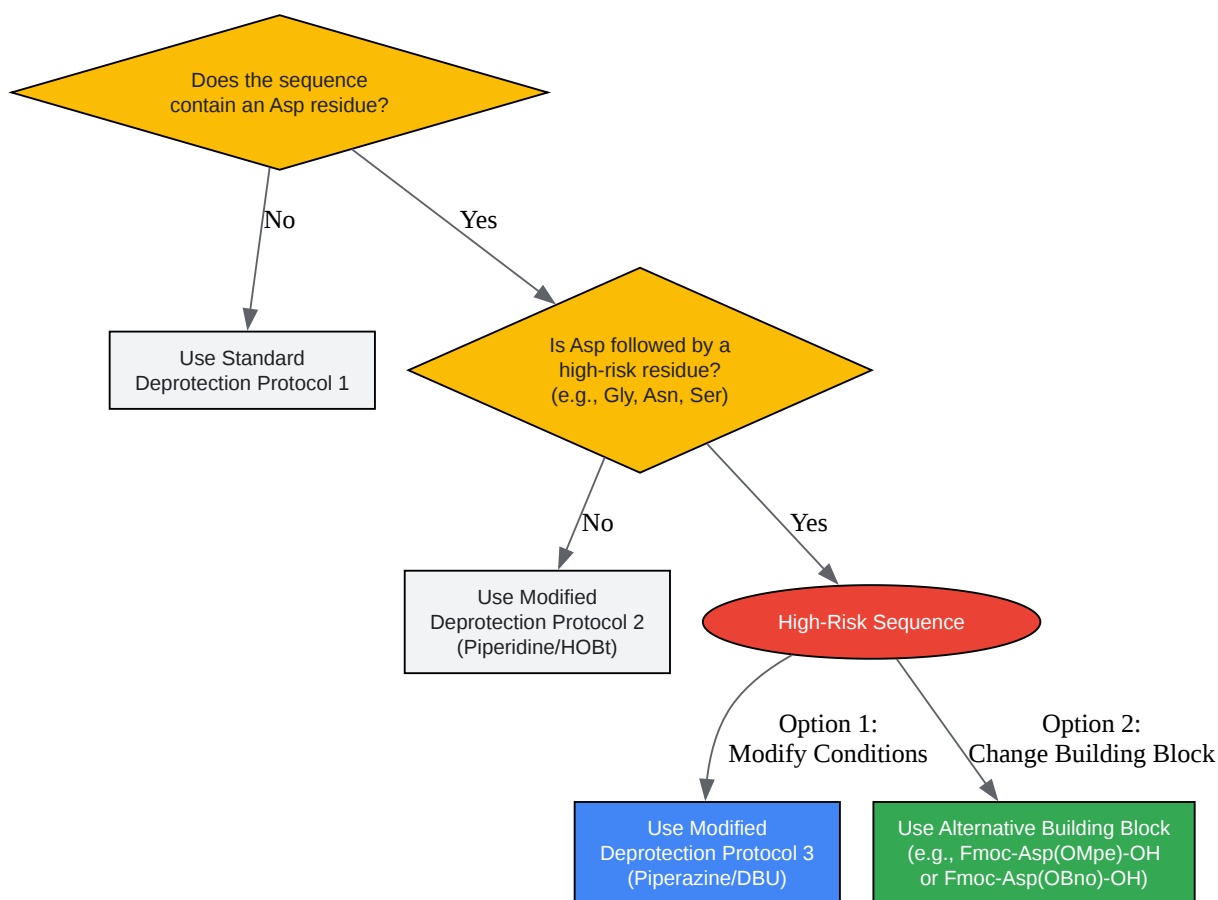 Does the sequence
contain an Asp residue?
No
Yes
Use Standard
Deprotection Protocol 1
Is Asp followed by a
high-risk residue?
(e.g., Gly, Asn, Ser)
No
Yes
Use Modified
Deprotection Protocol 2
(Piperidine/HOBt)
High-Risk Sequence
Option 1:
Modify Conditions
Option 2:
Change Building Block
Use Modified
Deprotection Protocol 3
(Piperazine/DBU)
Use Alternative Building Block
(e.g., Fmoc-Asp(OMpe)-OH
or Fmoc-Asp(OBno)-OH)